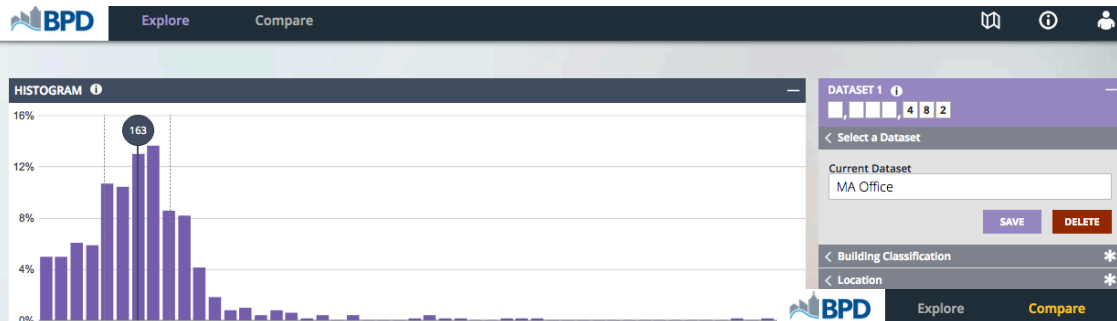 BPD Explore Compare
HISTOGRAM i
16%
163
12%
8%
4%
0%
DATASET 1 i
, , 4 8 2
< Select a Dataset
Current Dataset
MA Office
SAVE DELETE
< Building Classification *
< Location *
BPD Explore Compare